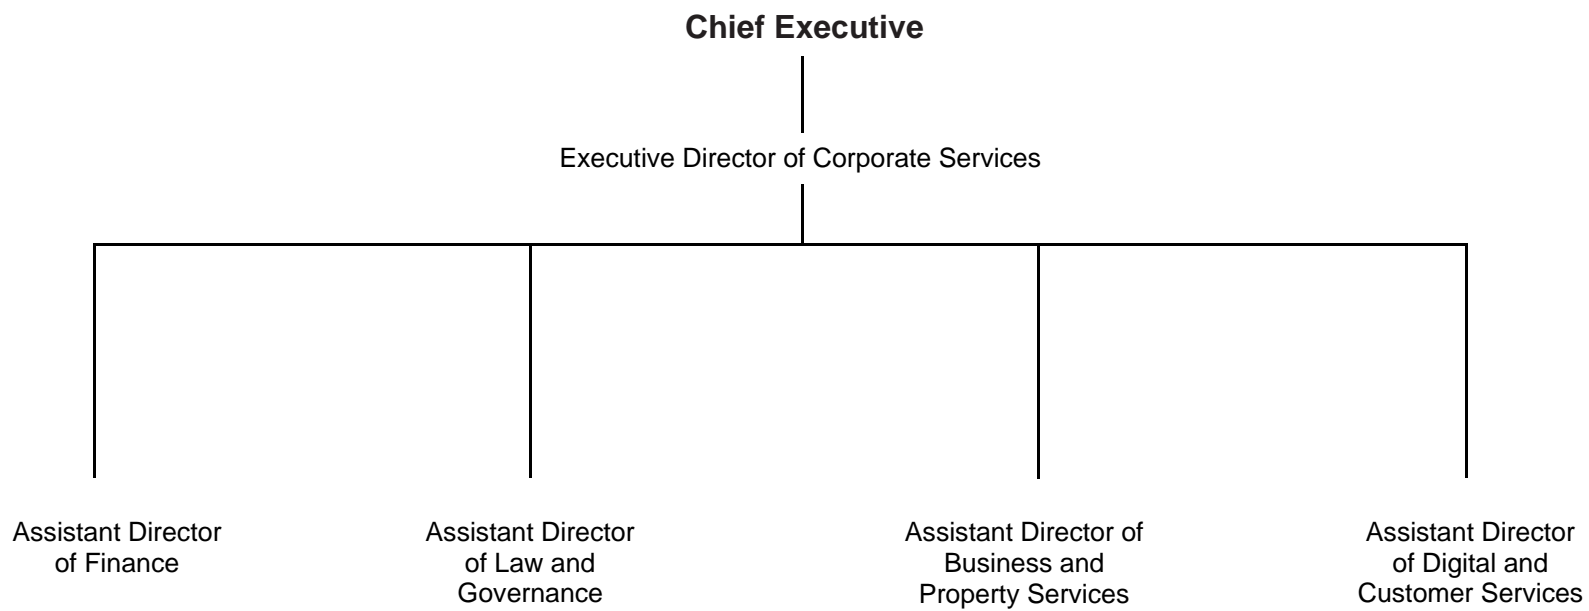 Chief Executive
Executive Director of Corporate Services
Assistant Director
of Finance
Assistant Director
of Law and
Governance
Assistant Director of
Business and
Property Services
Assistant Director
of Digital and
Customer Services